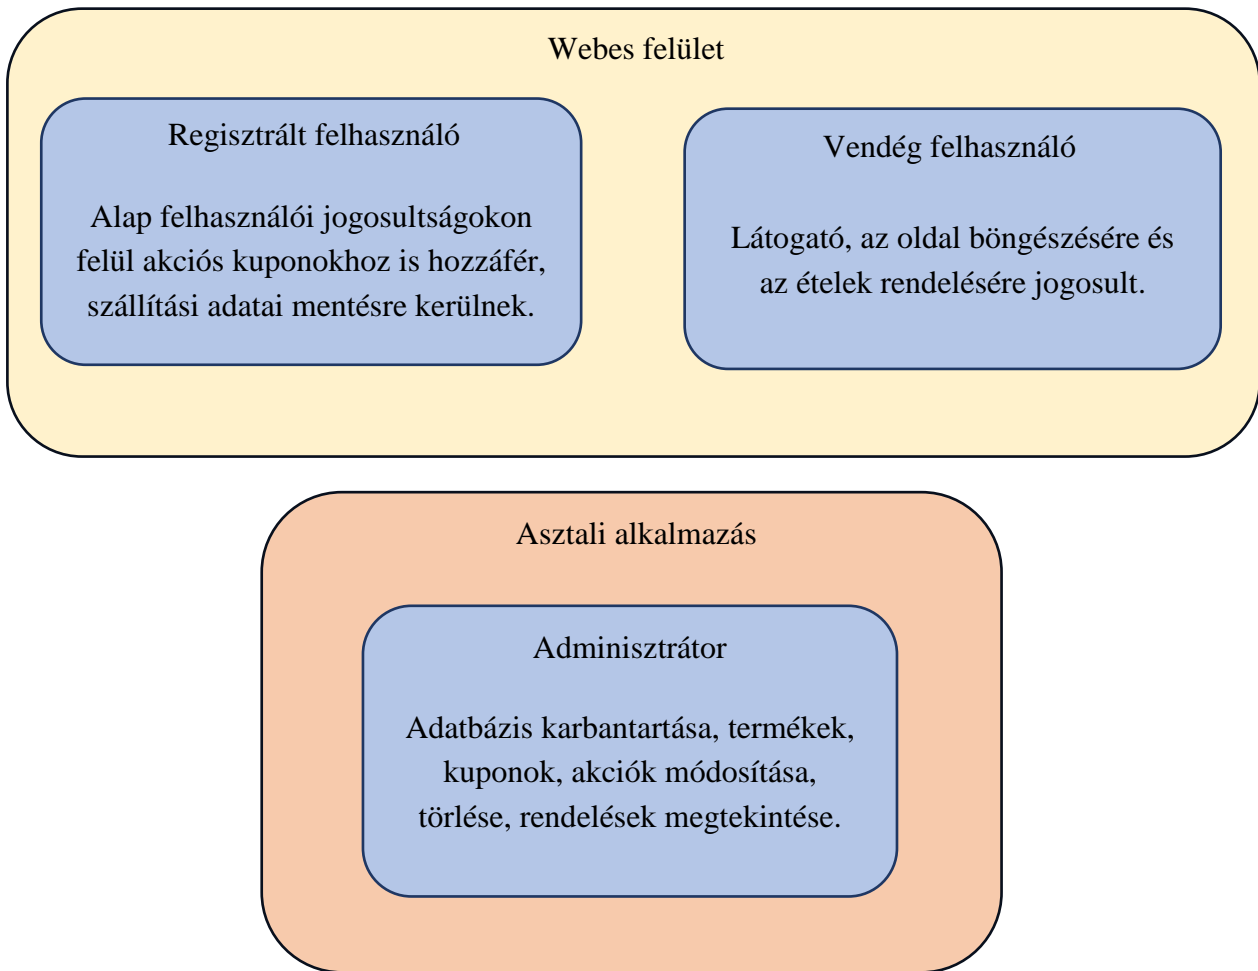 Webes felület
Regisztrált felhasználó
Alap felhasználói jogosultságokon
felül akciós kuponokhoz is hozzáfér,
szállítási adatai mentésre kerülnek.
Vendég felhasználó
Látogató, az oldal böngészésére és
az ételek rendelésére jogosult.
Asztali alkalmazás
Adminisztrátor
Adatbázis karbantartása, termékek,
kuponok, akciók módosítása,
törlése, rendelések megtekintése.